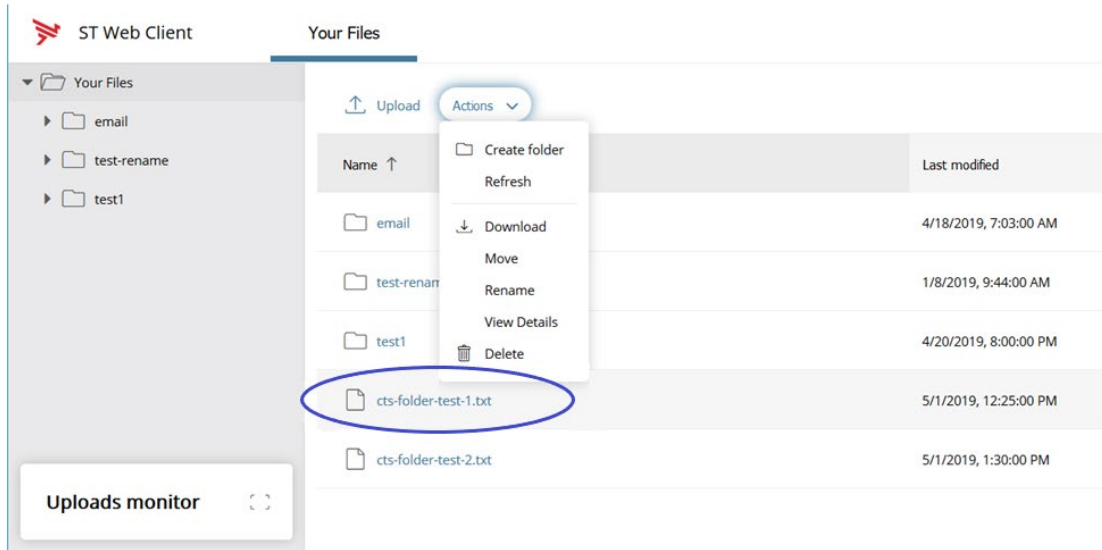 ST Web Client
Your Files
Your Files
email
test-rename
test1
Upload
Actions
Create folder
Refresh
Download
Move
Rename
View Details
Delete
Name
Last modified
email
4/18/2019, 7:03:00 AM
test-renam
1/8/2019, 9:44:00 AM
test1
4/20/2019, 8:00:00 PM
cts-folder-test-1.txt
5/1/2019, 12:25:00 PM
cts-folder-test-2.txt
5/1/2019, 1:30:00 PM
Uploads monitor